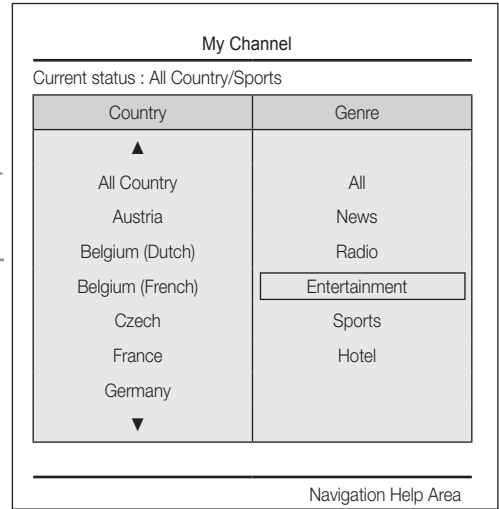 My Channel
Current status : All Country/Sports
Country Genre
▲
All Country All
Austria News
Belgium (Dutch) Radio
Belgium (French) Entertainment
Czech Sports
France Hotel
Germany
▼
Navigation Help Area